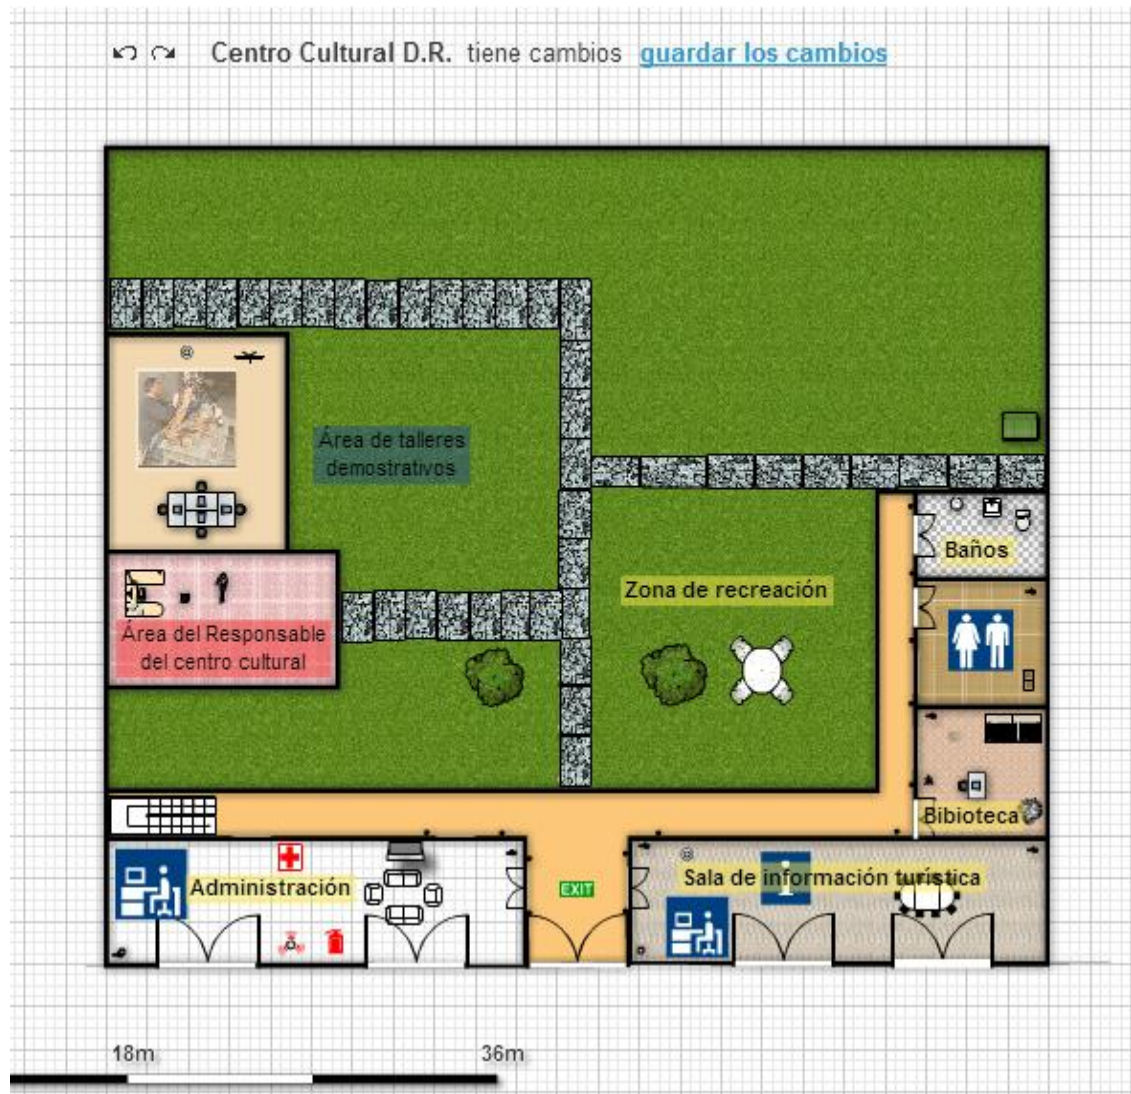 Centro Cultural D.R. tiene cambios guardar los cambios
Área de talleres
demostrativos
Baños
Zona de recreación
Área del Responsable
del centro cultural
Bibioteca
Administración
EXIT
Sala de información turística
18m 36m